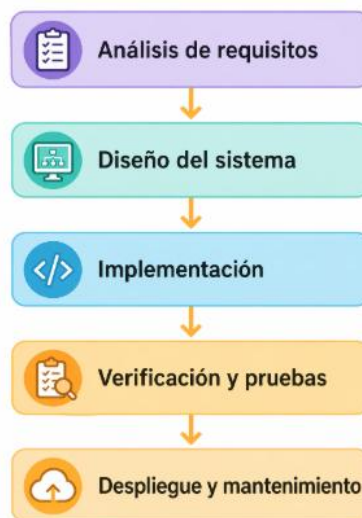 Análisis de requisitos
Diseño del sistema
</>
Implementación
Verificación y pruebas
Despliegue y mantenimiento